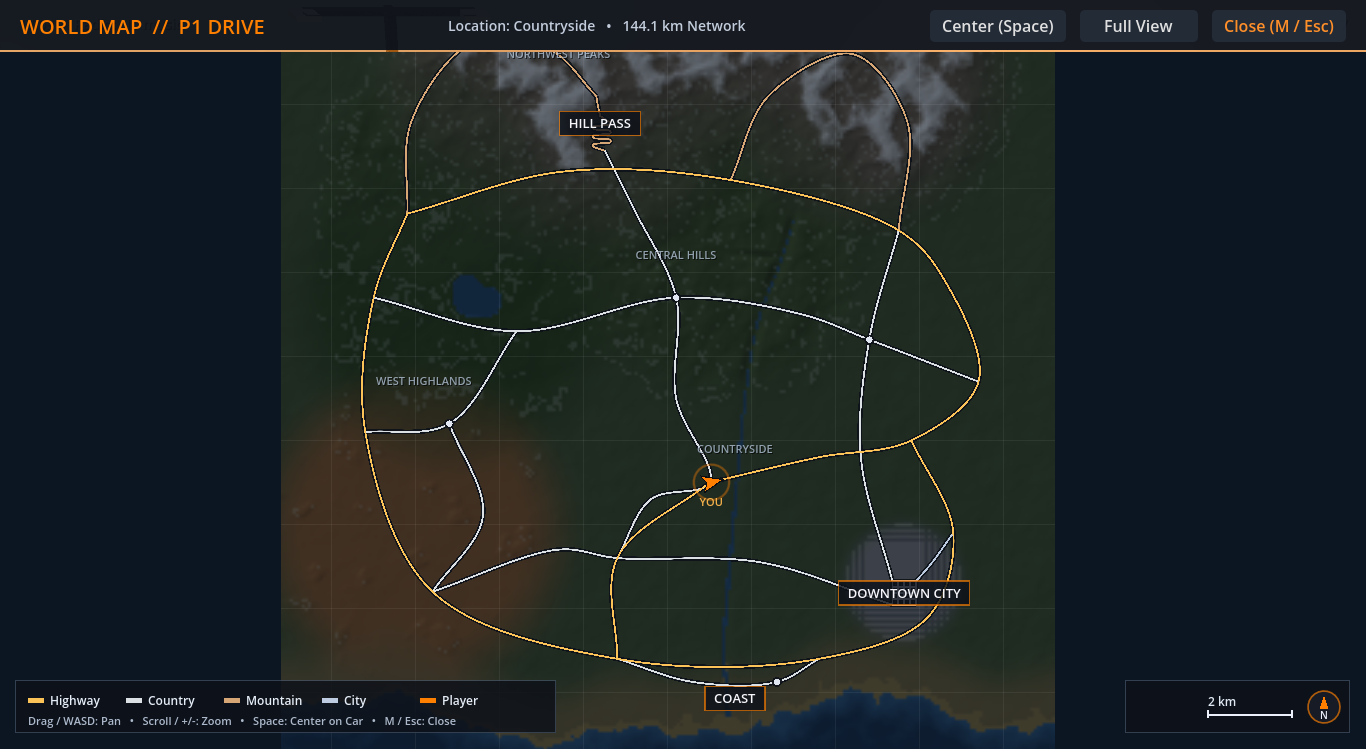 WORLD MAP // P1 DRIVE
Location: Countryside • 144.1 km Network
Center (Space)
Full View
Close (M / Esc)
NORTHWEST PEAKS
HILL PASS
CENTRAL HILLS
WEST HIGHLANDS
COUNTRYSIDE
YOU
DOWNTOWN CITY
COAST
Highway
Country
Mountain
City
Player
Drag / WASD: Pan • Scroll / +/-: Zoom • Space: Center on Car • M / Esc: Close
2 km
N